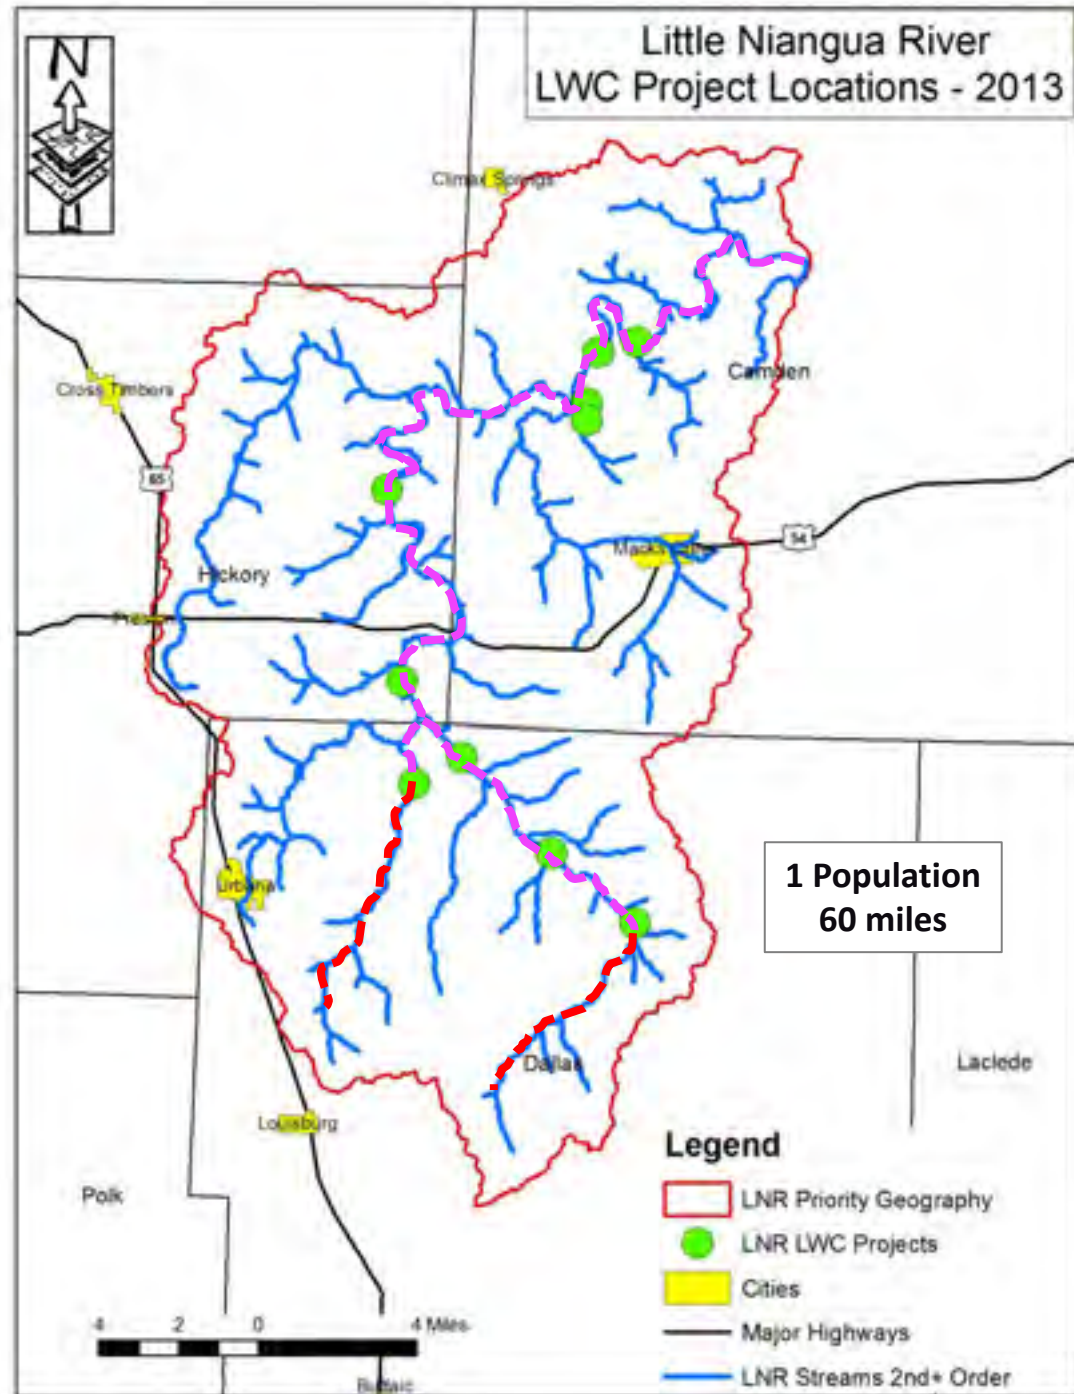 N
Little Niangua River
LWC Project Locations - 2013
Climax Springs
Cross Timbers
Camden
65
54
Macks
Hickory
Urbana
1 Population
60 miles
Dallas
Laclede
Louisburg
Polk
Legend
LNR Priority Geography
LNR LWC Projects
Cities
Major Highways
LNR Streams 2nd+ Order
4 2 0 4 Miles